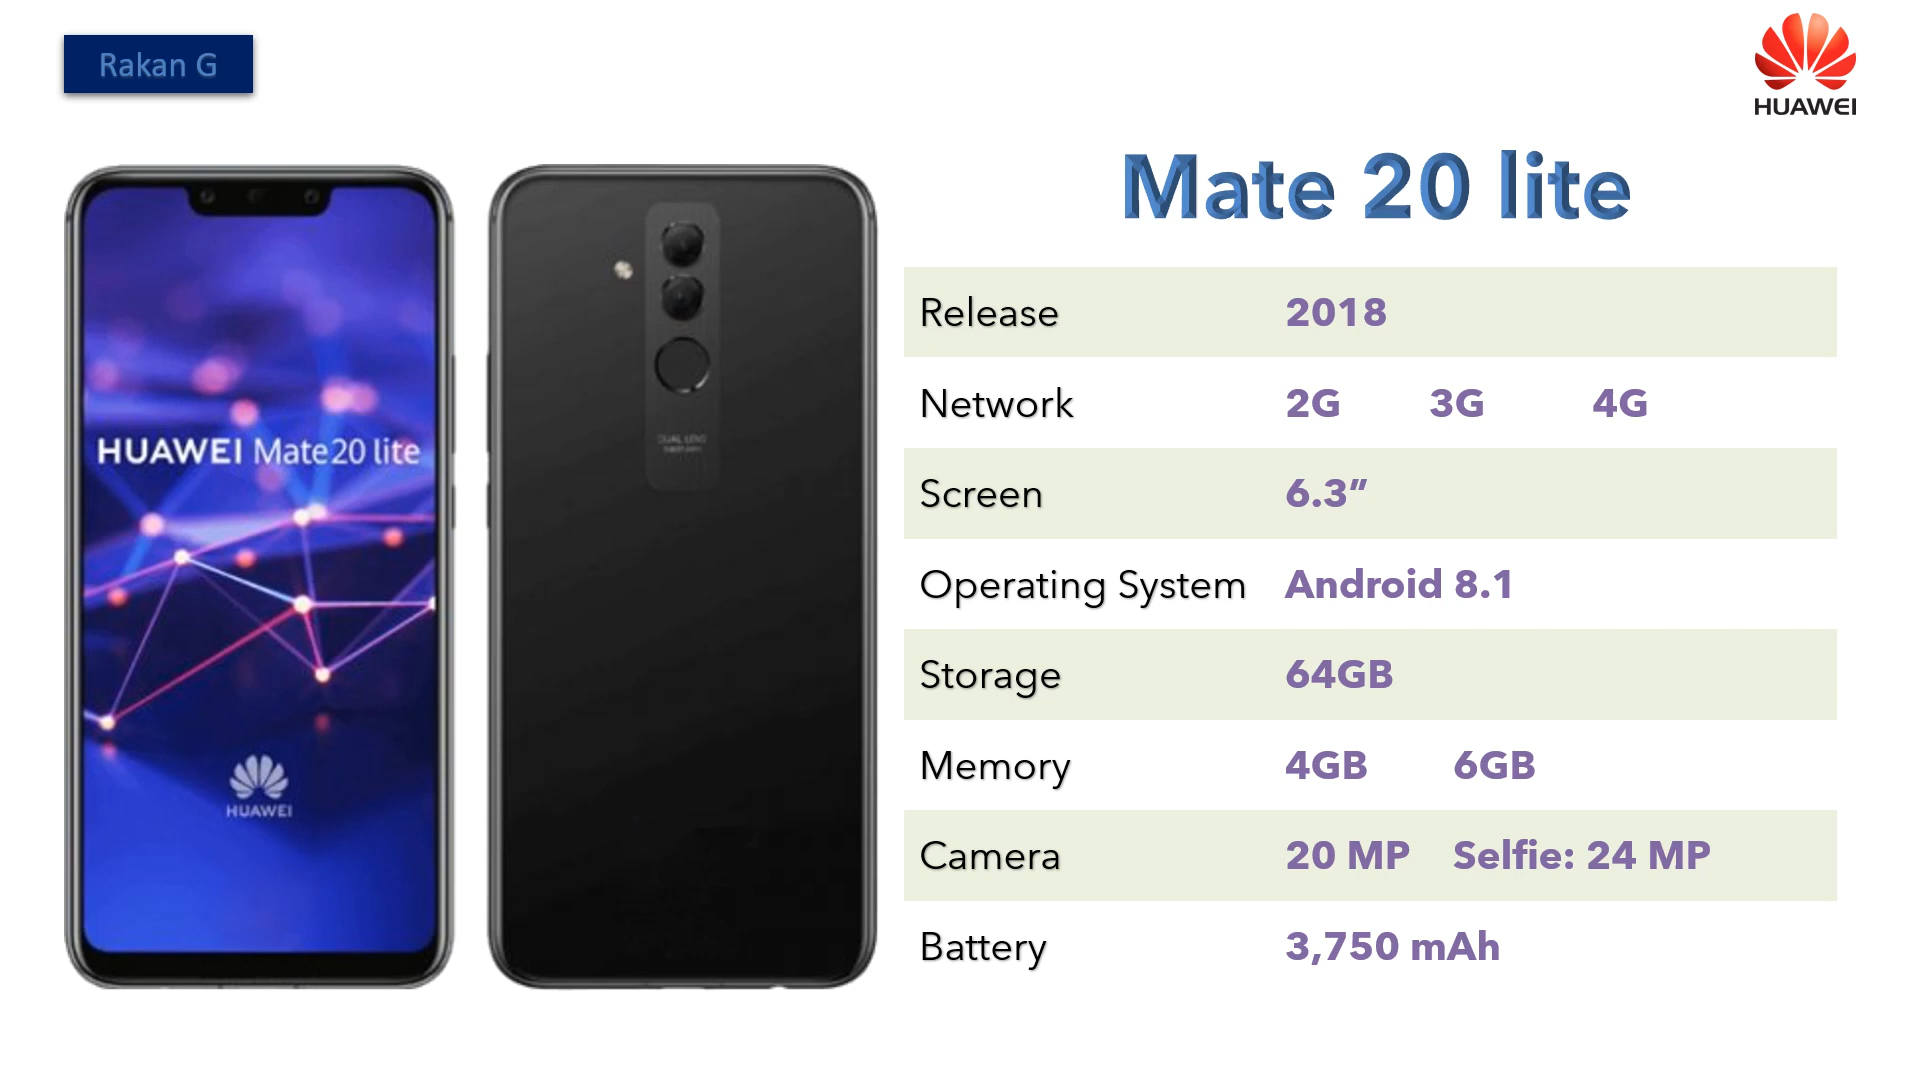 Rakan G
HUAWEI
Mate 20 lite
HUAWEI Mate20 lite
HUAWEI
DUAL LENS
Release 2018
Network 2G 3G 4G
Screen 6.3”
Operating System Android 8.1
Storage 64GB
Memory 4GB 6GB
Camera 20 MP Selfie: 24 MP
Battery 3,750 mAh